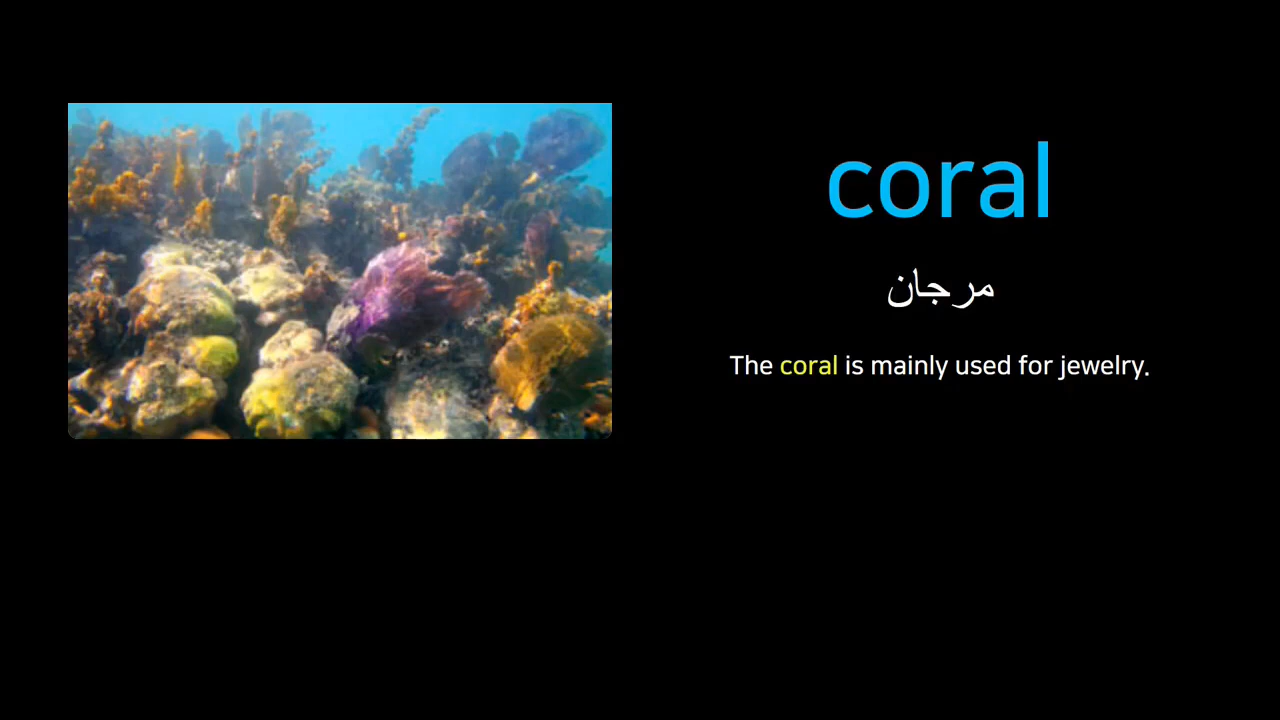 coral
مرجان
The coral is mainly used for jewelry.